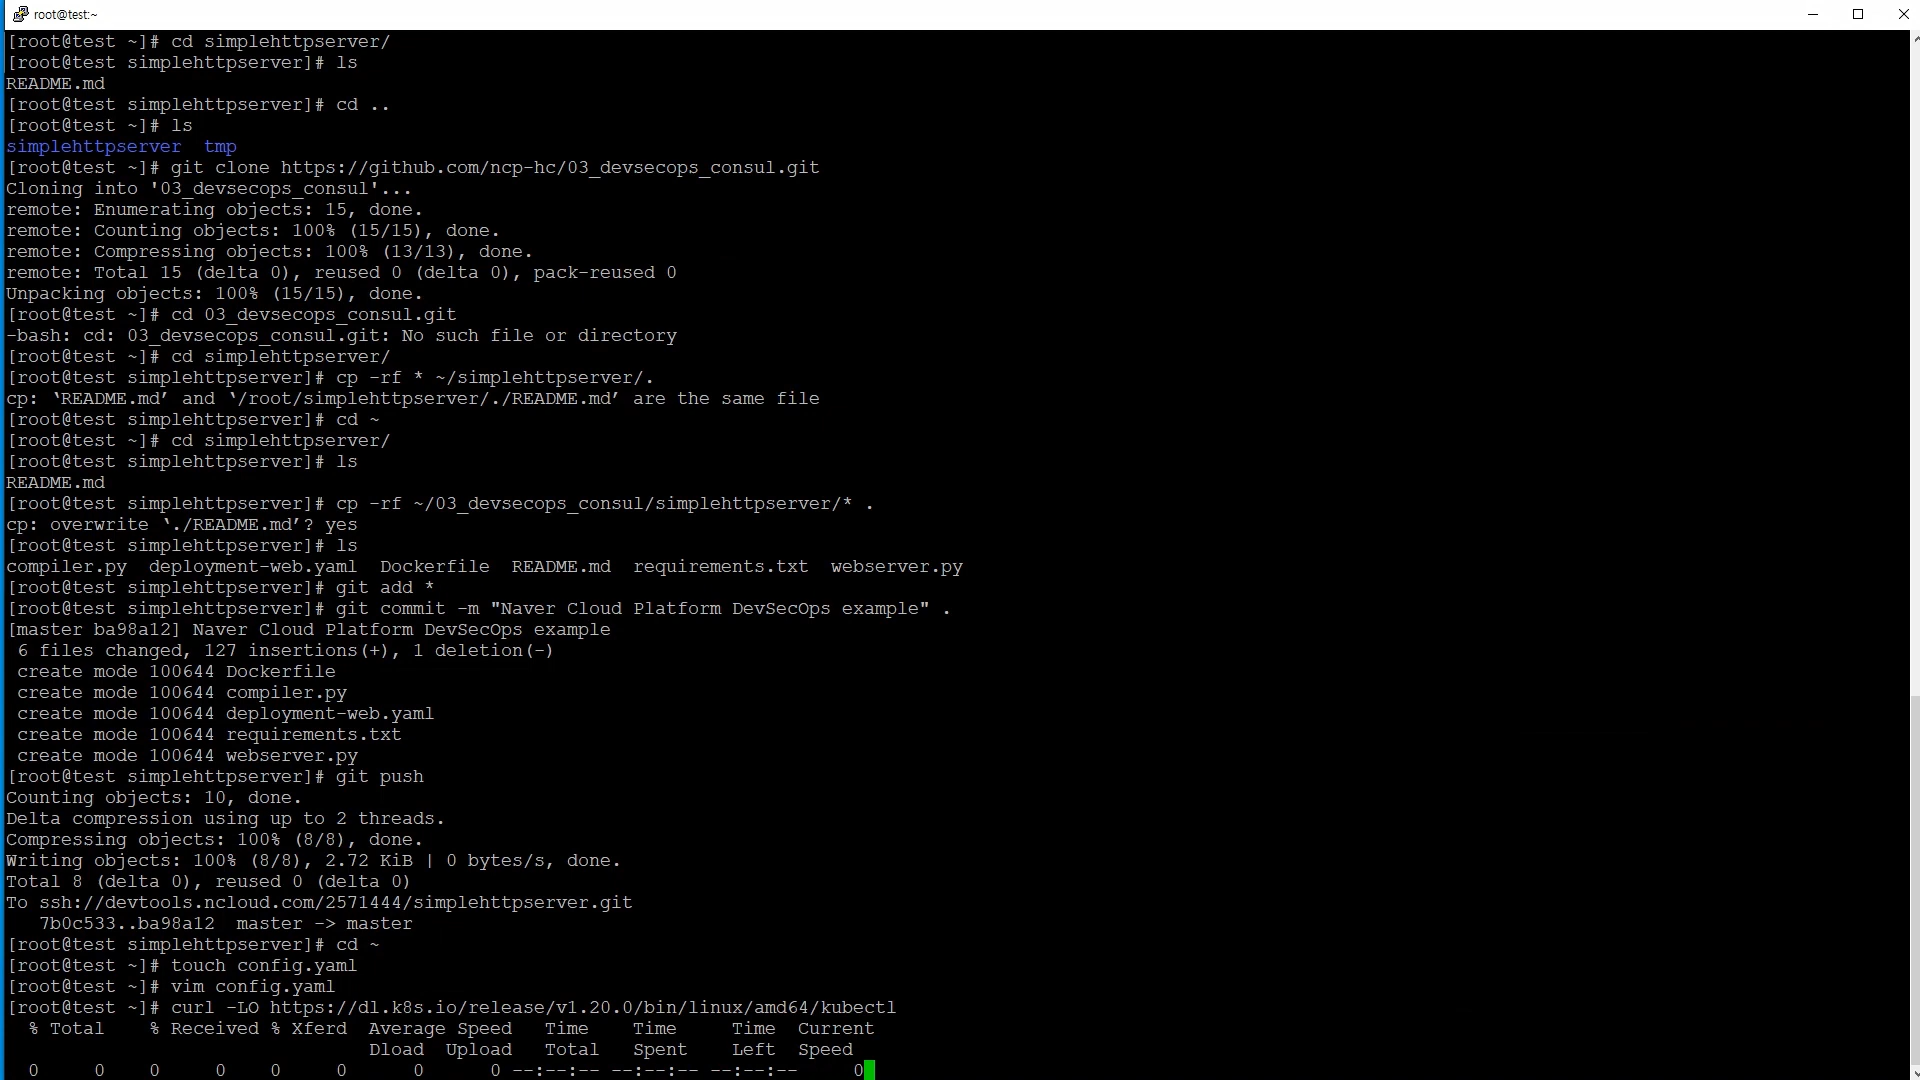 root@test:~
[root@test ~]# cd simplehttpserver/
[root@test simplehttpserver]# ls
README.md
[root@test simplehttpserver]# cd ..
[root@test ~]# ls
simplehttpserver  tmp
[root@test ~]# git clone https://github.com/ncp-hc/03_devsecops_consul.git
Cloning into '03_devsecops_consul'...
remote: Enumerating objects: 15, done.
remote: Counting objects: 100% (15/15), done.
remote: Compressing objects: 100% (13/13), done.
remote: Total 15 (delta 0), reused 0 (delta 0), pack-reused 0
Unpacking objects: 100% (15/15), done.
[root@test ~]# cd 03_devsecops_consul.git
-bash: cd: 03_devsecops_consul.git: No such file or directory
[root@test ~]# cd simplehttpserver/
[root@test simplehttpserver]# cp -rf * ~/simplehttpserver/.
cp: ‘README.md’ and ‘/root/simplehttpserver/./README.md’ are the same file
[root@test simplehttpserver]# cd ~
[root@test ~]# cd simplehttpserver/
[root@test simplehttpserver]# ls
README.md
[root@test simplehttpserver]# cp -rf ~/03_devsecops_consul/simplehttpserver/* .
cp: overwrite ‘./README.md’? yes
[root@test simplehttpserver]# ls
compiler.py  deployment-web.yaml  Dockerfile  README.md  requirements.txt  webserver.py
[root@test simplehttpserver]# git add *
[root@test simplehttpserver]# git commit -m "Naver Cloud Platform DevSecOps example" .
[master ba98a12] Naver Cloud Platform DevSecOps example
 6 files changed, 127 insertions(+), 1 deletion(-)
 create mode 100644 Dockerfile
 create mode 100644 compiler.py
 create mode 100644 deployment-web.yaml
 create mode 100644 requirements.txt
 create mode 100644 webserver.py
[root@test simplehttpserver]# git push
Counting objects: 10, done.
Delta compression using up to 2 threads.
Compressing objects: 100% (8/8), done.
Writing objects: 100% (8/8), 2.72 KiB | 0 bytes/s, done.
Total 8 (delta 0), reused 0 (delta 0)
To ssh://devtools.ncloud.com/2571444/simplehttpserver.git
   7b0c533..ba98a12  master -> master
[root@test simplehttpserver]# cd ~
[root@test ~]# touch config.yaml
[root@test ~]# vim config.yaml
[root@test ~]# curl -LO https://dl.k8s.io/release/v1.20.0/bin/linux/amd64/kubectl
  % Total    % Received % Xferd  Average Speed   Time    Time     Time  Current
                                 Dload  Upload   Total   Spent    Left  Speed
  0     0    0     0    0     0      0      0 --:--:-- --:--:-- --:--:--     0